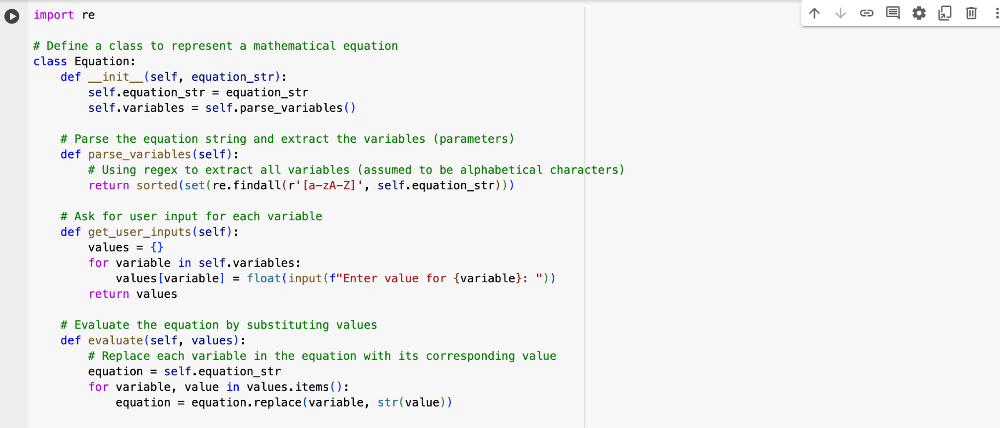 import re

# Define a class to represent a mathematical equation
class Equation:
    def __init__(self, equation_str):
        self.equation_str = equation_str
        self.variables = self.parse_variables()

    # Parse the equation string and extract the variables (parameters)
    def parse_variables(self):
        # Using regex to extract all variables (assumed to be alphabetical characters)
        return sorted(set(re.findall(r'[a-zA-Z]', self.equation_str)))

    # Ask for user input for each variable
    def get_user_inputs(self):
        values = {}
        for variable in self.variables:
            values[variable] = float(input(f"Enter value for {variable}: "))
        return values

    # Evaluate the equation by substituting values
    def evaluate(self, values):
        # Replace each variable in the equation with its corresponding value
        equation = self.equation_str
        for variable, value in values.items():
            equation = equation.replace(variable, str(value))